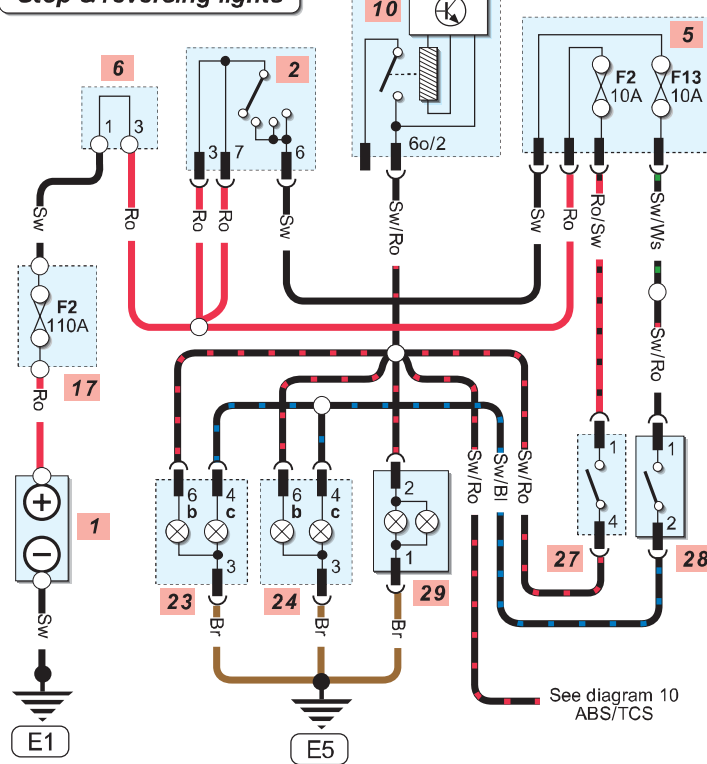 Stop & reversing lights
10
5
6
2
F2
10A
F13
10A
1
3
3
7
6
6o/2
Sw
Ro
Ro
Ro
Sw
Sw/Ro
Sw
Ro
Ro/Sw
Sw/Ws
F2
110A
Sw/Ro
17
Ro
1
1
6
b
4
c
6
b
4
c
2
Sw/Ro
Sw/Bl
Sw/Ro
1
4
2
3
3
1
27
28
23
24
29
Sw
Br
Br
Br
See diagram 10
ABS/TCS
E1
E5